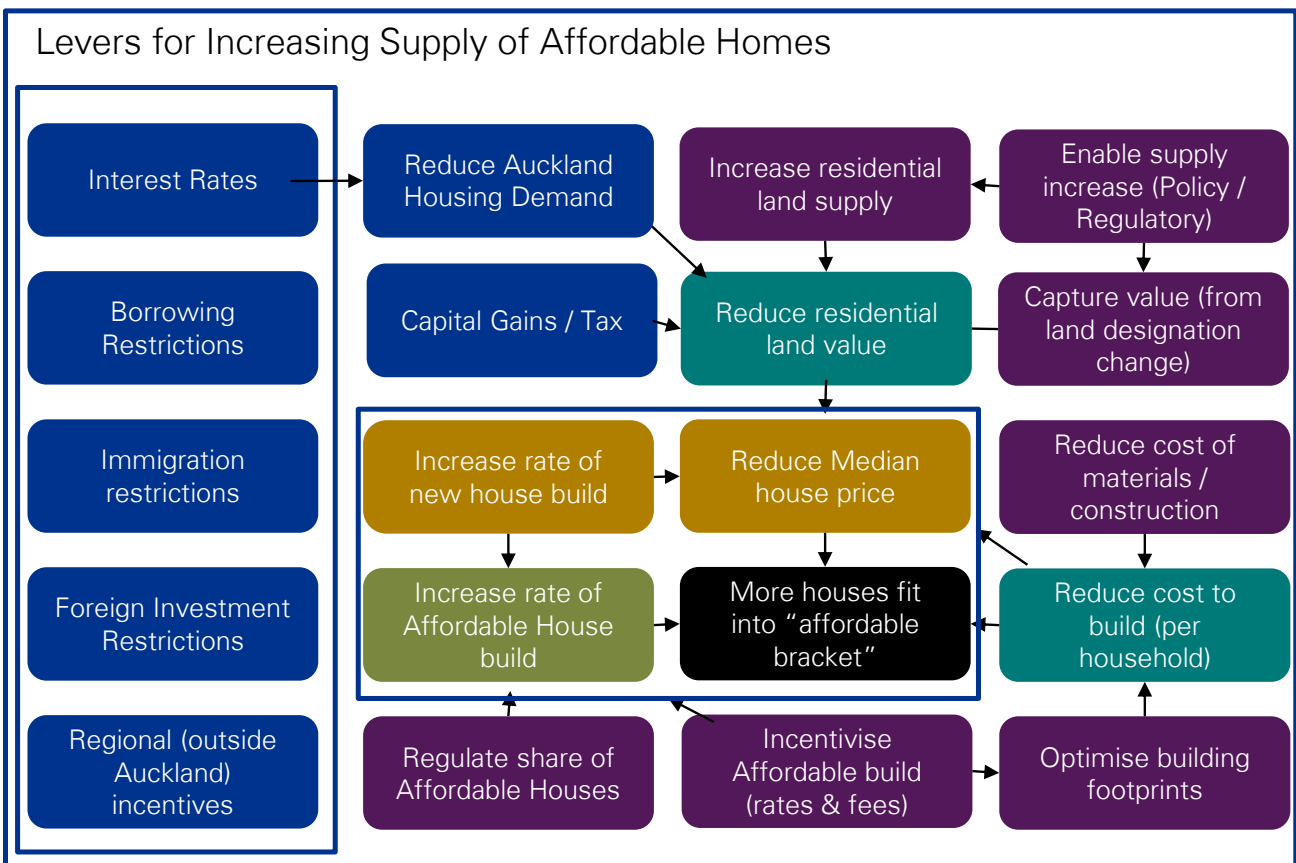 Levers for Increasing Supply of Affordable Homes
Interest Rates
Reduce Auckland
Housing Demand
Increase residential
land supply
Enable supply
increase (Policy /
Regulatory)
Borrowing
Restrictions
Capital Gains / Tax
Reduce residential
land value
Capture value (from
land designation
change)
Immigration
restrictions
Increase rate of
new house build
Reduce Median
house price
Reduce cost of
materials /
construction
Foreign Investment
Restrictions
Increase rate of
Affordable House
build
More houses fit
into “affordable
bracket”
Reduce cost to
build (per
household)
Regional (outside
Auckland)
incentives
Regulate share of
Affordable Houses
Incentivise
Affordable build
(rates & fees)
Optimise building
footprints